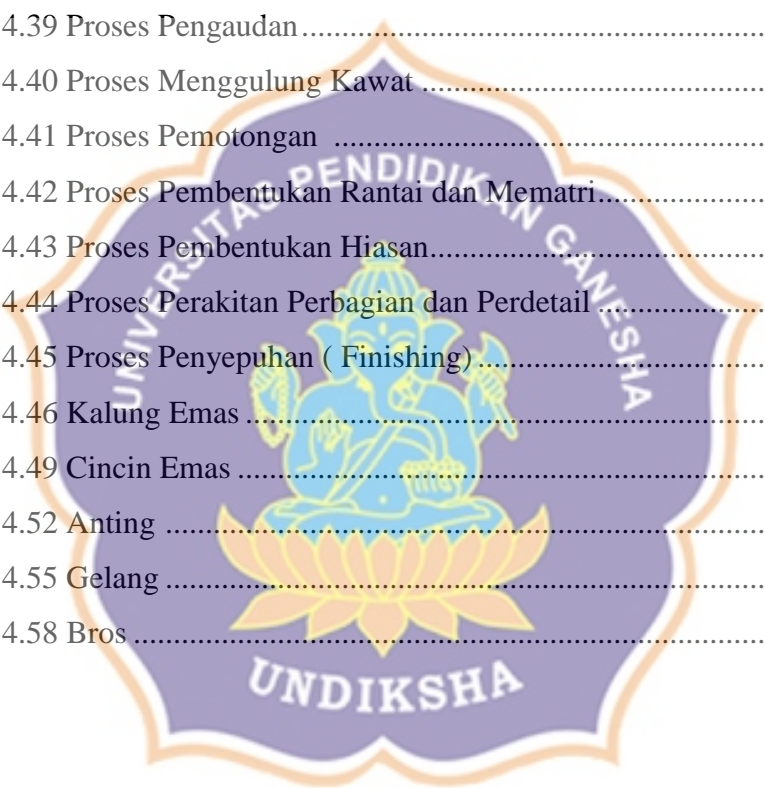 4.39 Proses Pengaudan........................................................
4.40 Proses Menggulung Kawat ........................................
4.41 Proses Pemotongan ...................................................
4.42 Proses Pembentukan Rantai dan Mematri.................
4.43 Proses Pembentukan Hiasan......................................
4.44 Proses Perakitan Perbagian dan Perdetail .................
4.45 Proses Penyepuhan ( Finishing)................................
4.46 Kalung Emas .............................................................
4.49 Cincin Emas ..............................................................
4.52 Anting .......................................................................
4.55 Gelang .......................................................................
4.58 Bros ...........................................................................
UNIVERSITAS PENDIDIKAN GANESHA
UNDIKSHA